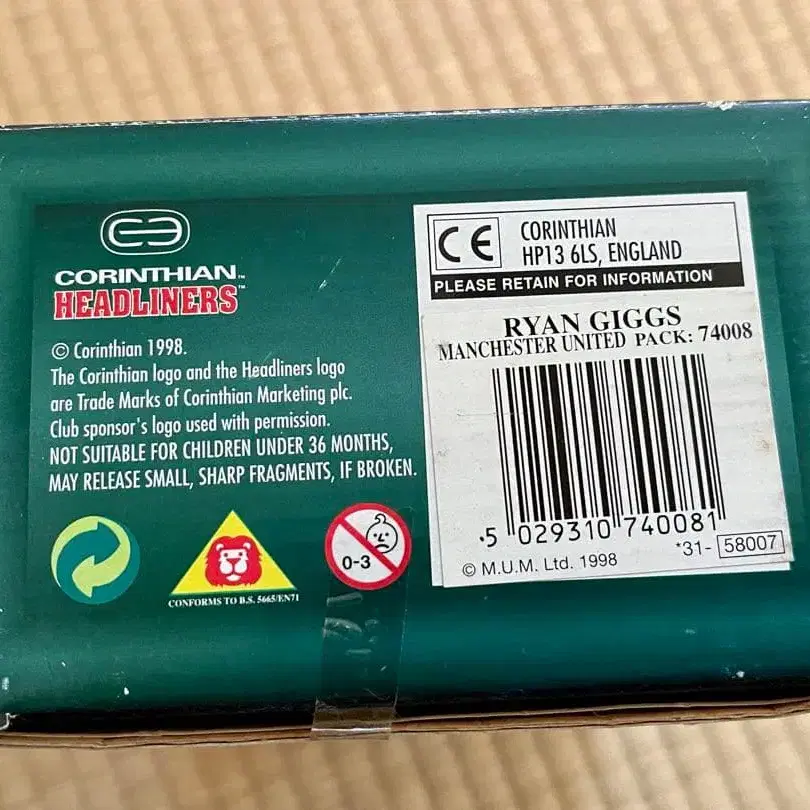 CORINTHIAN™
HEADLINERS™
© Corinthian 1998.
The Corinthian logo and the Headliners logo
are Trade Marks of Corinthian Marketing plc.
Club sponsor's logo used with permission.
NOT SUITABLE FOR CHILDREN UNDER 36 MONTHS,
MAY RELEASE SMALL, SHARP FRAGMENTS, IF BROKEN.
CONFORMS TO B.S. 5665/EN71
0-3
CE
CORINTHIAN
HP13 6LS, ENGLAND
PLEASE RETAIN FOR INFORMATION
RYAN GIGGS
MANCHESTER UNITED PACK: 74008
5 029310 740081
*31- 58007
© M.U.M. Ltd. 1998